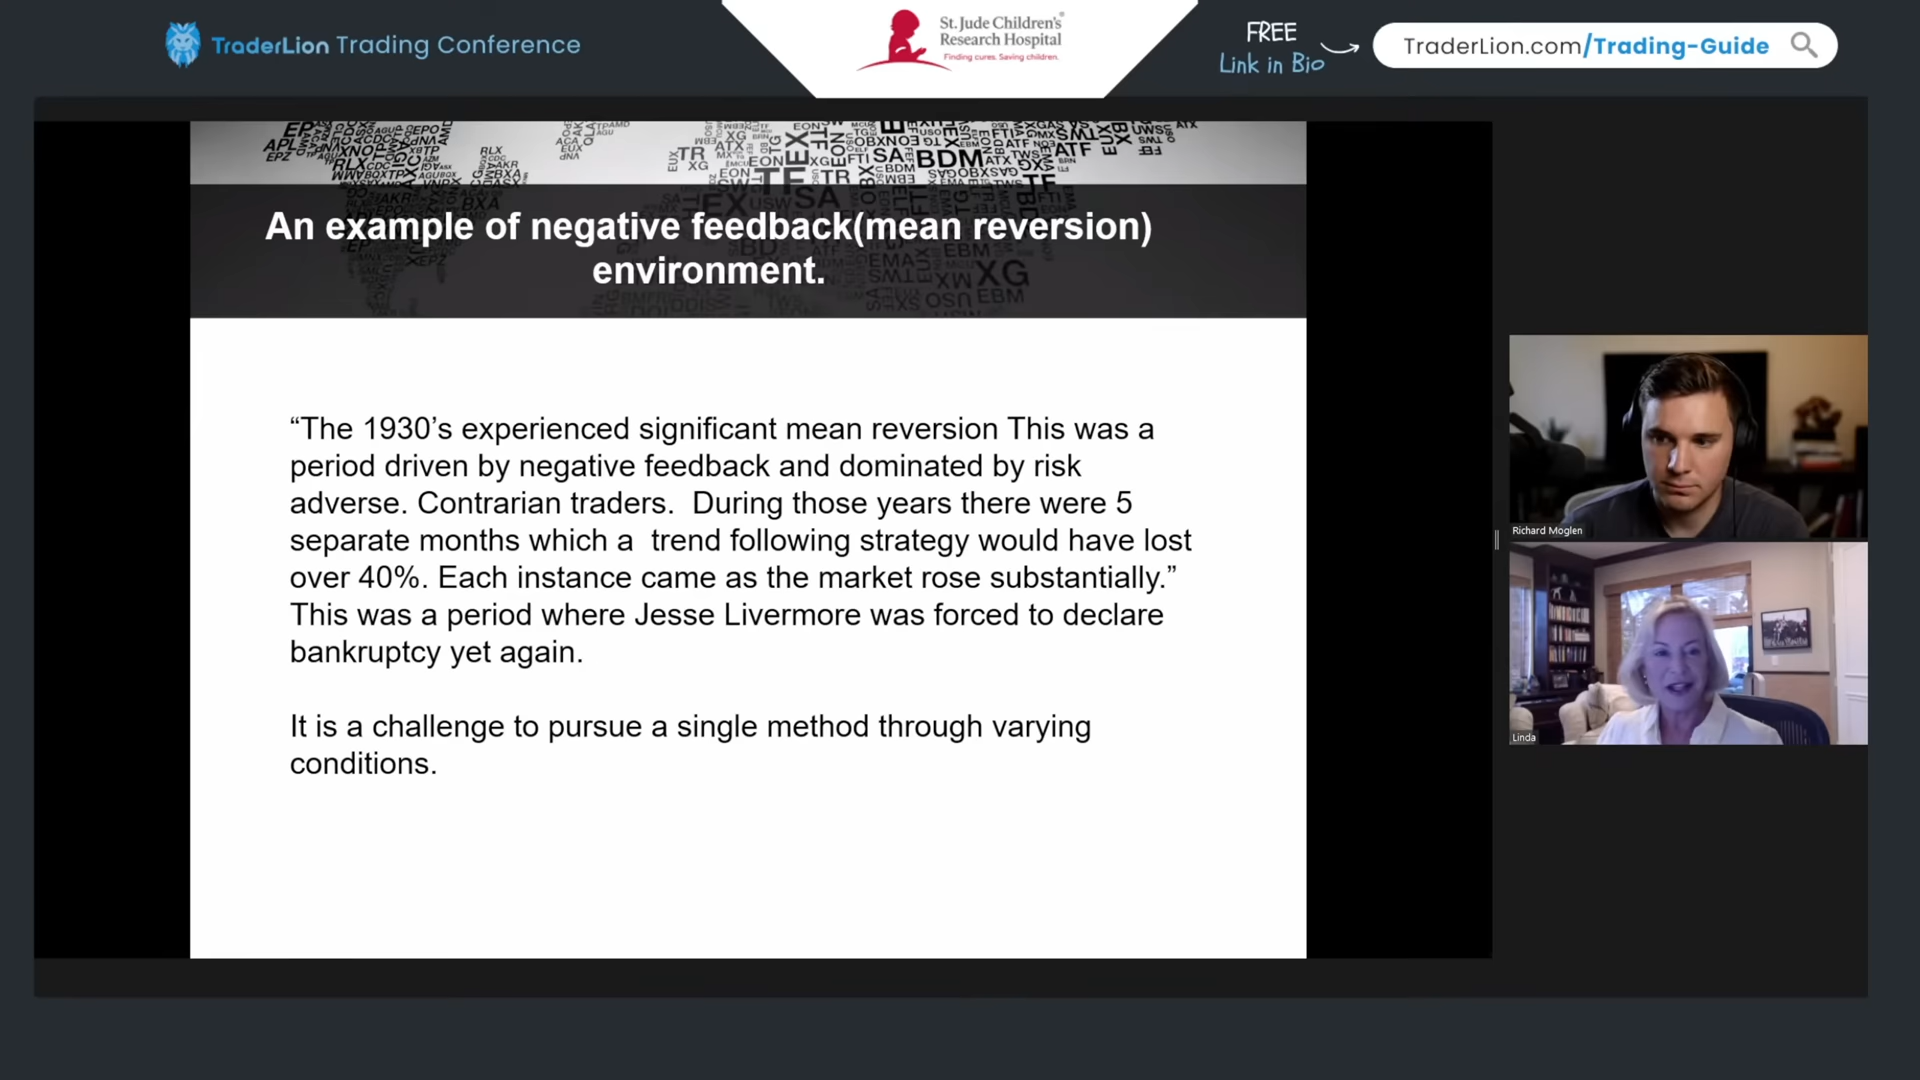 TraderLion Trading Conference
St. Jude Children's®
Research Hospital
Finding cures. Saving children.
FREE
Link in Bio
TraderLion.com/Trading-Guide
An example of negative feedback(mean reversion)
environment.
“The 1930’s experienced significant mean reversion This was a
period driven by negative feedback and dominated by risk
adverse. Contrarian traders.  During those years there were 5
separate months which a  trend following strategy would have lost
over 40%. Each instance came as the market rose substantially.”
This was a period where Jesse Livermore was forced to declare
bankruptcy yet again.
It is a challenge to pursue a single method through varying
conditions.
Richard Moglen
Linda